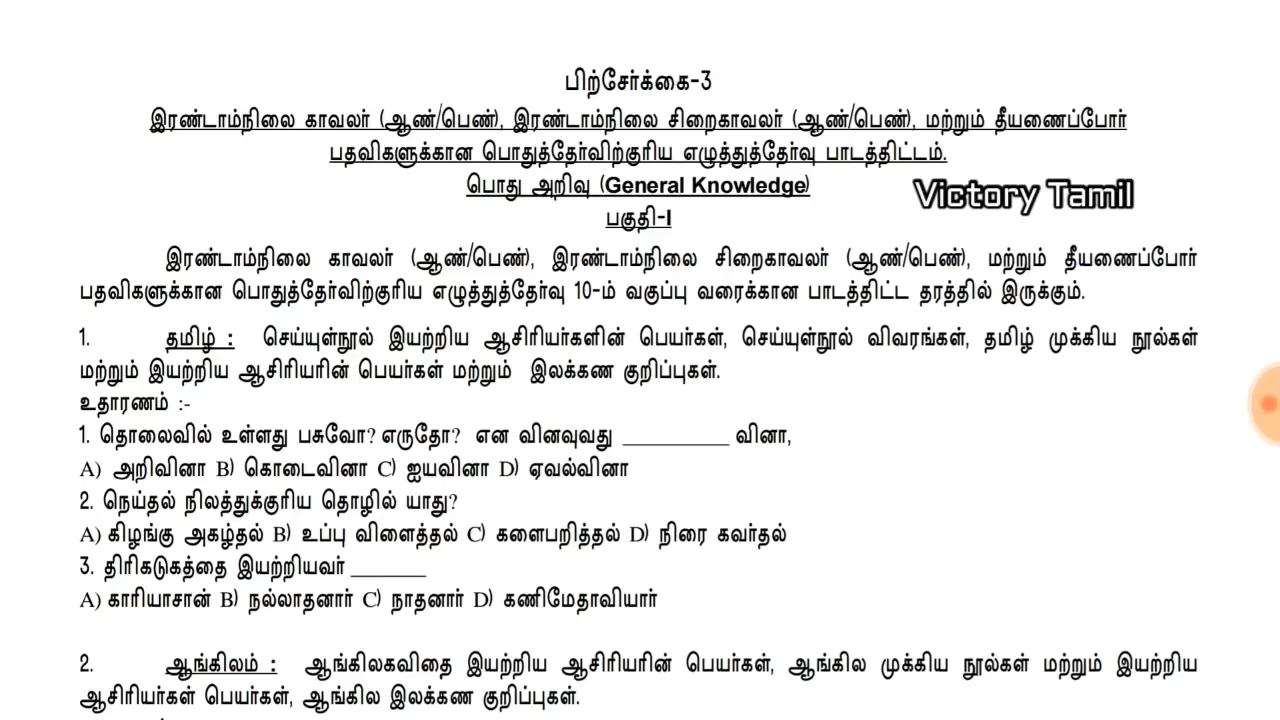 பிற்சேர்க்கை-3
இரண்டாம்நிலை காவலர் (ஆண்/பெண்), இரண்டாம்நிலை சிறைகாவலர் (ஆண்/பெண்), மற்றும் தீயணைப்போர்
பதவிகளுக்கான பொதுத்தேர்விற்குரிய எழுத்துத்தேர்வு பாடத்திட்டம்.
பொது அறிவு (General Knowledge)
Victory Tamil
பகுதி-I
இரண்டாம்நிலை காவலர் (ஆண்/பெண்), இரண்டாம்நிலை சிறைகாவலர் (ஆண்/பெண்), மற்றும் தீயணைப்போர்
பதவிகளுக்கான பொதுத்தேர்விற்குரிய எழுத்துத்தேர்வு 10-ம் வகுப்பு வரைக்கான பாடத்திட்ட தரத்தில் இருக்கும்.
1. தமிழ் : செய்யுள்நூல் இயற்றிய ஆசிரியர்களின் பெயர்கள், செய்யுள்நூல் விவரங்கள், தமிழ் முக்கிய நூல்கள்
மற்றும் இயற்றிய ஆசிரியரின் பெயர்கள் மற்றும் இலக்கண குறிப்புகள்.
உதாரணம் :-
1. தொலைவில் உள்ளது பசுவோ? எருதோ? என வினவுவது __________ வினா,
A) அறிவினா B) கொடைவினா C) ஐயவினா D) ஏவல்வினா
2. நெய்தல் நிலத்துக்குரிய தொழில் யாது?
A) கிழங்கு அகழ்தல் B) உப்பு விளைத்தல் C) களைபறித்தல் D) நிரை கவர்தல்
3. திரிகடுகத்தை இயற்றியவர் _______
A) காரியாசான் B) நல்லாதனார் C) நாதனார் D) கணிமேதாவியார்
2. ஆங்கிலம் : ஆங்கிலகவிதை இயற்றிய ஆசிரியரின் பெயர்கள், ஆங்கில முக்கிய நூல்கள் மற்றும் இயற்றிய
ஆசிரியர்கள் பெயர்கள், ஆங்கில இலக்கண குறிப்புகள்.